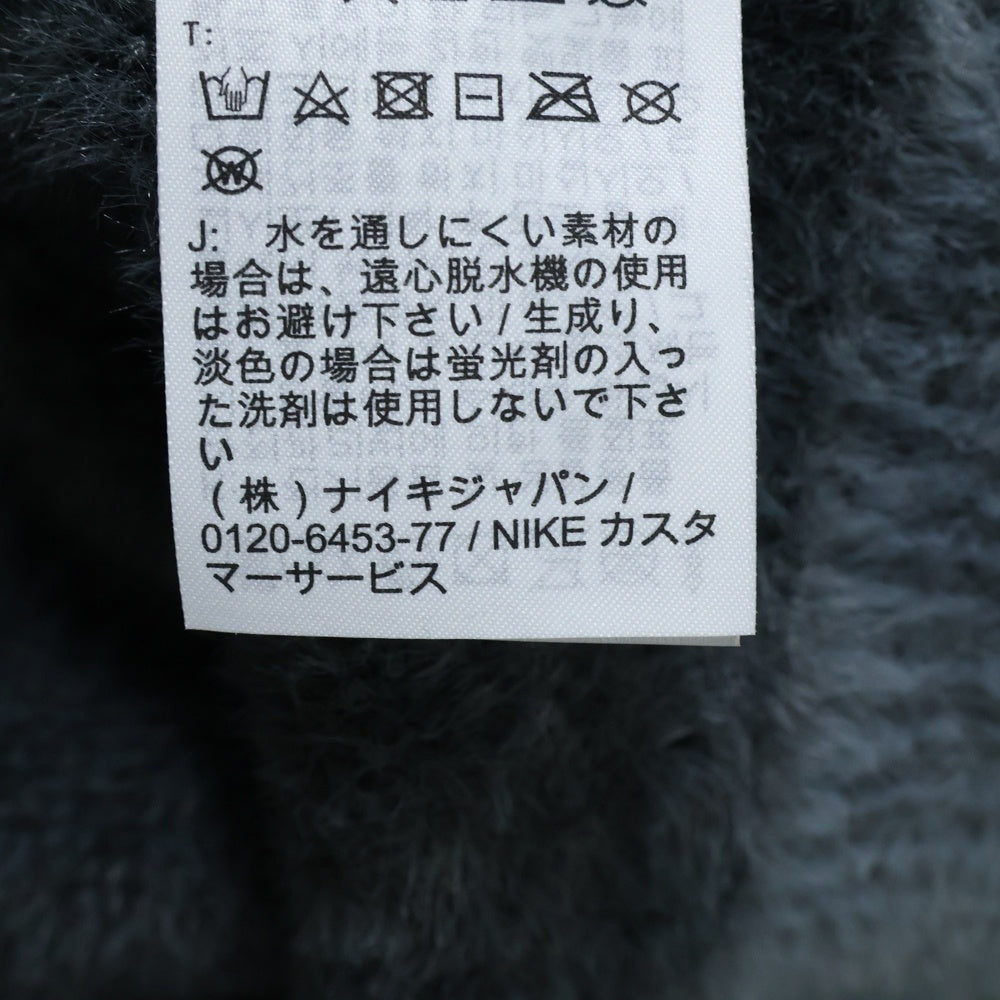 T:
J: 水を通しにくい素材の
場合は、遠心脱水機の使用
はお避け下さい / 生成り、
淡色の場合は蛍光剤の入っ
た洗剤は使用しないで下さ
い
(株) ナイキジャパン /
0120-6453-77 / NIKE カスタ
マーサービス